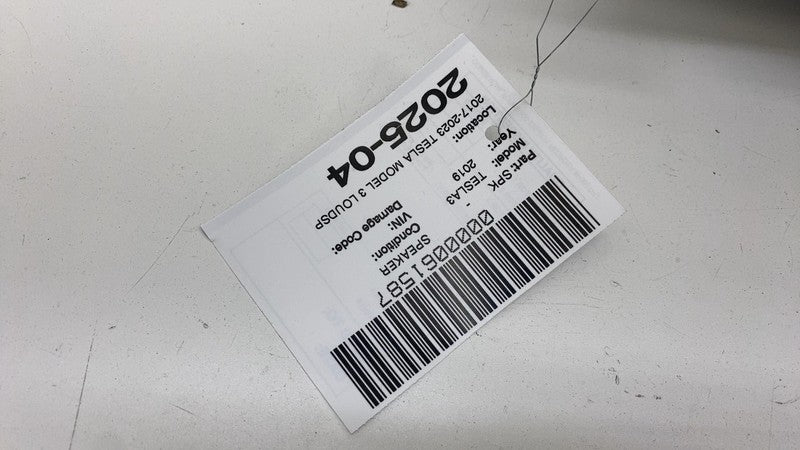 0000061587
Part: SPK - SPEAKER
Model: TESLA3 Condition:
Year: 2019 VIN:
Location: Damage Code:
2017-2023 TESLA MODEL 3 LOUDSP
2025-04